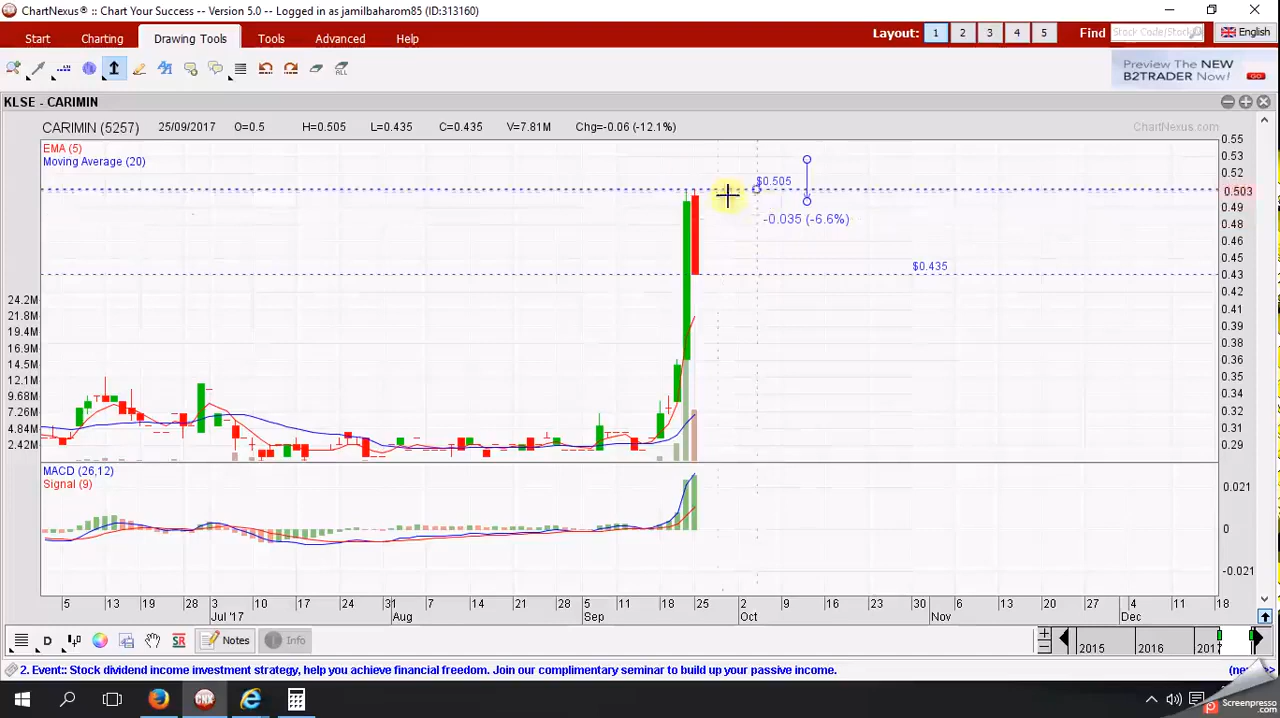 ChartNexus® :: Chart Your Success - Version 5.0 -- Logged in as jamilbaharom85 (ID:313160)
Start Charting Drawing Tools Tools Advanced Help Layout: 1 2 3 4 5 Find Stock Code/Stock English
ALL
Preview The NEW
B2TRADER Now! GO
KLSE - CARIMIN
CARIMIN (5257) 25/09/2017 O=0.5 H=0.505 L=0.435 C=0.435 V=7.81M Chg=-0.06 (-12.1%) ChartNexus.com
EMA (5)
Moving Average (20)
0.55
0.53
0.52
$0.505
0.503
0.49
-0.035 (-6.6%)
0.48
0.46
0.45
$0.435
0.43
0.42
0.41
0.39
0.38
0.36
0.35
0.34
0.32
0.31
0.29
24.2M
21.8M
19.4M
16.9M
14.5M
12.1M
9.68M
7.26M
4.84M
2.42M
MACD (26,12)
Signal (9)
0.021
0
-0.021
5 13 19 28 3 10 17 24 31 7 14 21 28 5 11 18 25 2 9 16 23 30 6 13 20 27 4 11 18
Jul '17 Aug Sep Oct Nov Dec
D SR Notes Info 2015 2016 2017
2. Event:: Stock dividend income investment strategy, help you achieve financial freedom. Join our complimentary seminar to build up your passive income.
CNX
Screenpresso
.com